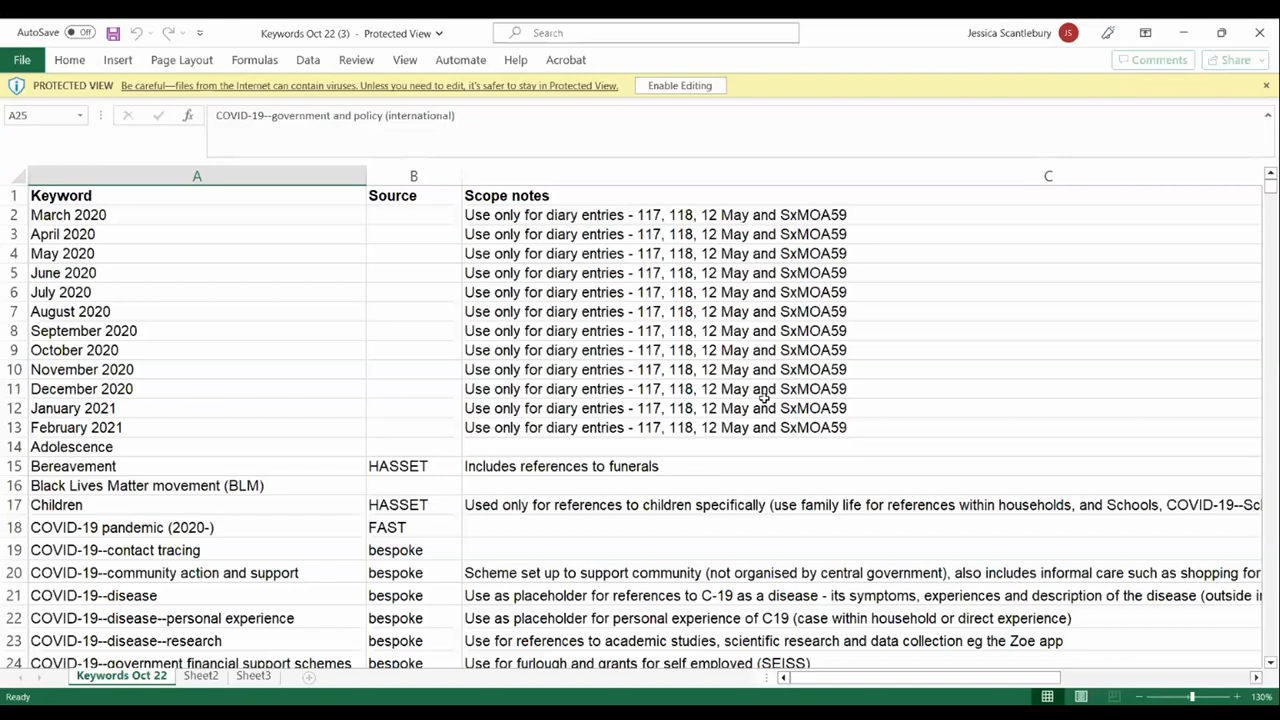 AutoSave Off Keywords Oct 22 (3) - Protected View Search Jessica Scantlebury JS
File Home Insert Page Layout Formulas Data Review View Automate Help Acrobat Comments Share
PROTECTED VIEW Be careful—files from the Internet can contain viruses. Unless you need to edit, it's safer to stay in Protected View. Enable Editing
A25 fx COVID-19--government and policy (international)
A B C
1 Keyword Source Scope notes
2 March 2020 Use only for diary entries - 117, 118, 12 May and SxMOA59
3 April 2020 Use only for diary entries - 117, 118, 12 May and SxMOA59
4 May 2020 Use only for diary entries - 117, 118, 12 May and SxMOA59
5 June 2020 Use only for diary entries - 117, 118, 12 May and SxMOA59
6 July 2020 Use only for diary entries - 117, 118, 12 May and SxMOA59
7 August 2020 Use only for diary entries - 117, 118, 12 May and SxMOA59
8 September 2020 Use only for diary entries - 117, 118, 12 May and SxMOA59
9 October 2020 Use only for diary entries - 117, 118, 12 May and SxMOA59
10 November 2020 Use only for diary entries - 117, 118, 12 May and SxMOA59
11 December 2020 Use only for diary entries - 117, 118, 12 May and SxMOA59
12 January 2021 Use only for diary entries - 117, 118, 12 May and SxMOA59
13 February 2021 Use only for diary entries - 117, 118, 12 May and SxMOA59
14 Adolescence
15 Bereavement HASSET Includes references to funerals
16 Black Lives Matter movement (BLM)
17 Children HASSET Used only for references to children specifically (use family life for references within households, and Schools, COVID-19--Scl
18 COVID-19 pandemic (2020-) FAST
19 COVID-19--contact tracing bespoke
20 COVID-19--community action and support bespoke Scheme set up to support community (not organised by central government), also includes informal care such as shopping for
21 COVID-19--disease bespoke Use as placeholder for references to C-19 as a disease - its symptoms, experiences and description of the disease (outside in
22 COVID-19--disease--personal experience bespoke Use as placeholder for personal experience of C19 (case within household or direct experience)
23 COVID-19--disease--research bespoke Use for references to academic studies, scientific research and data collection eg the Zoe app
24 COVID-19--government financial support schemes bespoke Use for furlough and grants for self employed (SEISS)
Keywords Oct 22 Sheet2 Sheet3
Ready 130%